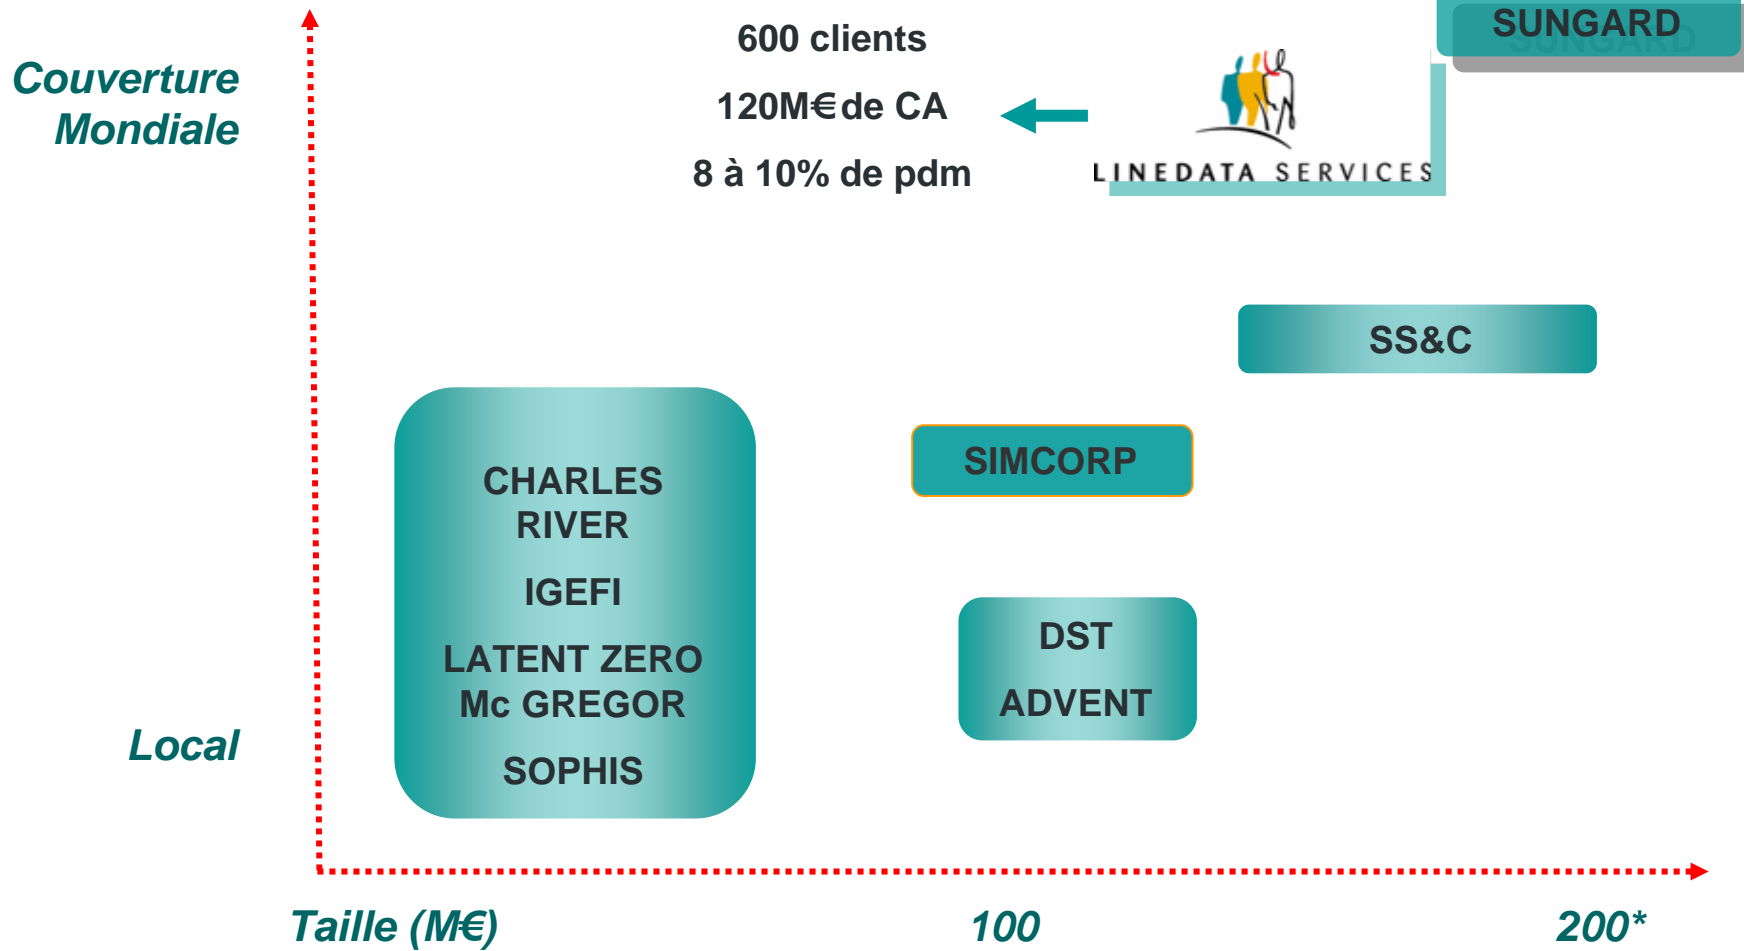 SUNGARD
600 clients
Couverture
Mondiale
120M€ de CA
8 à 10% de pdm
LINEDATA SERVICES
SS&C
SIMCORP
CHARLES
RIVER
IGEFI
LATENT ZERO
Mc GREGOR
SOPHIS
DST
ADVENT
Local
Taille (M€)
100
200*